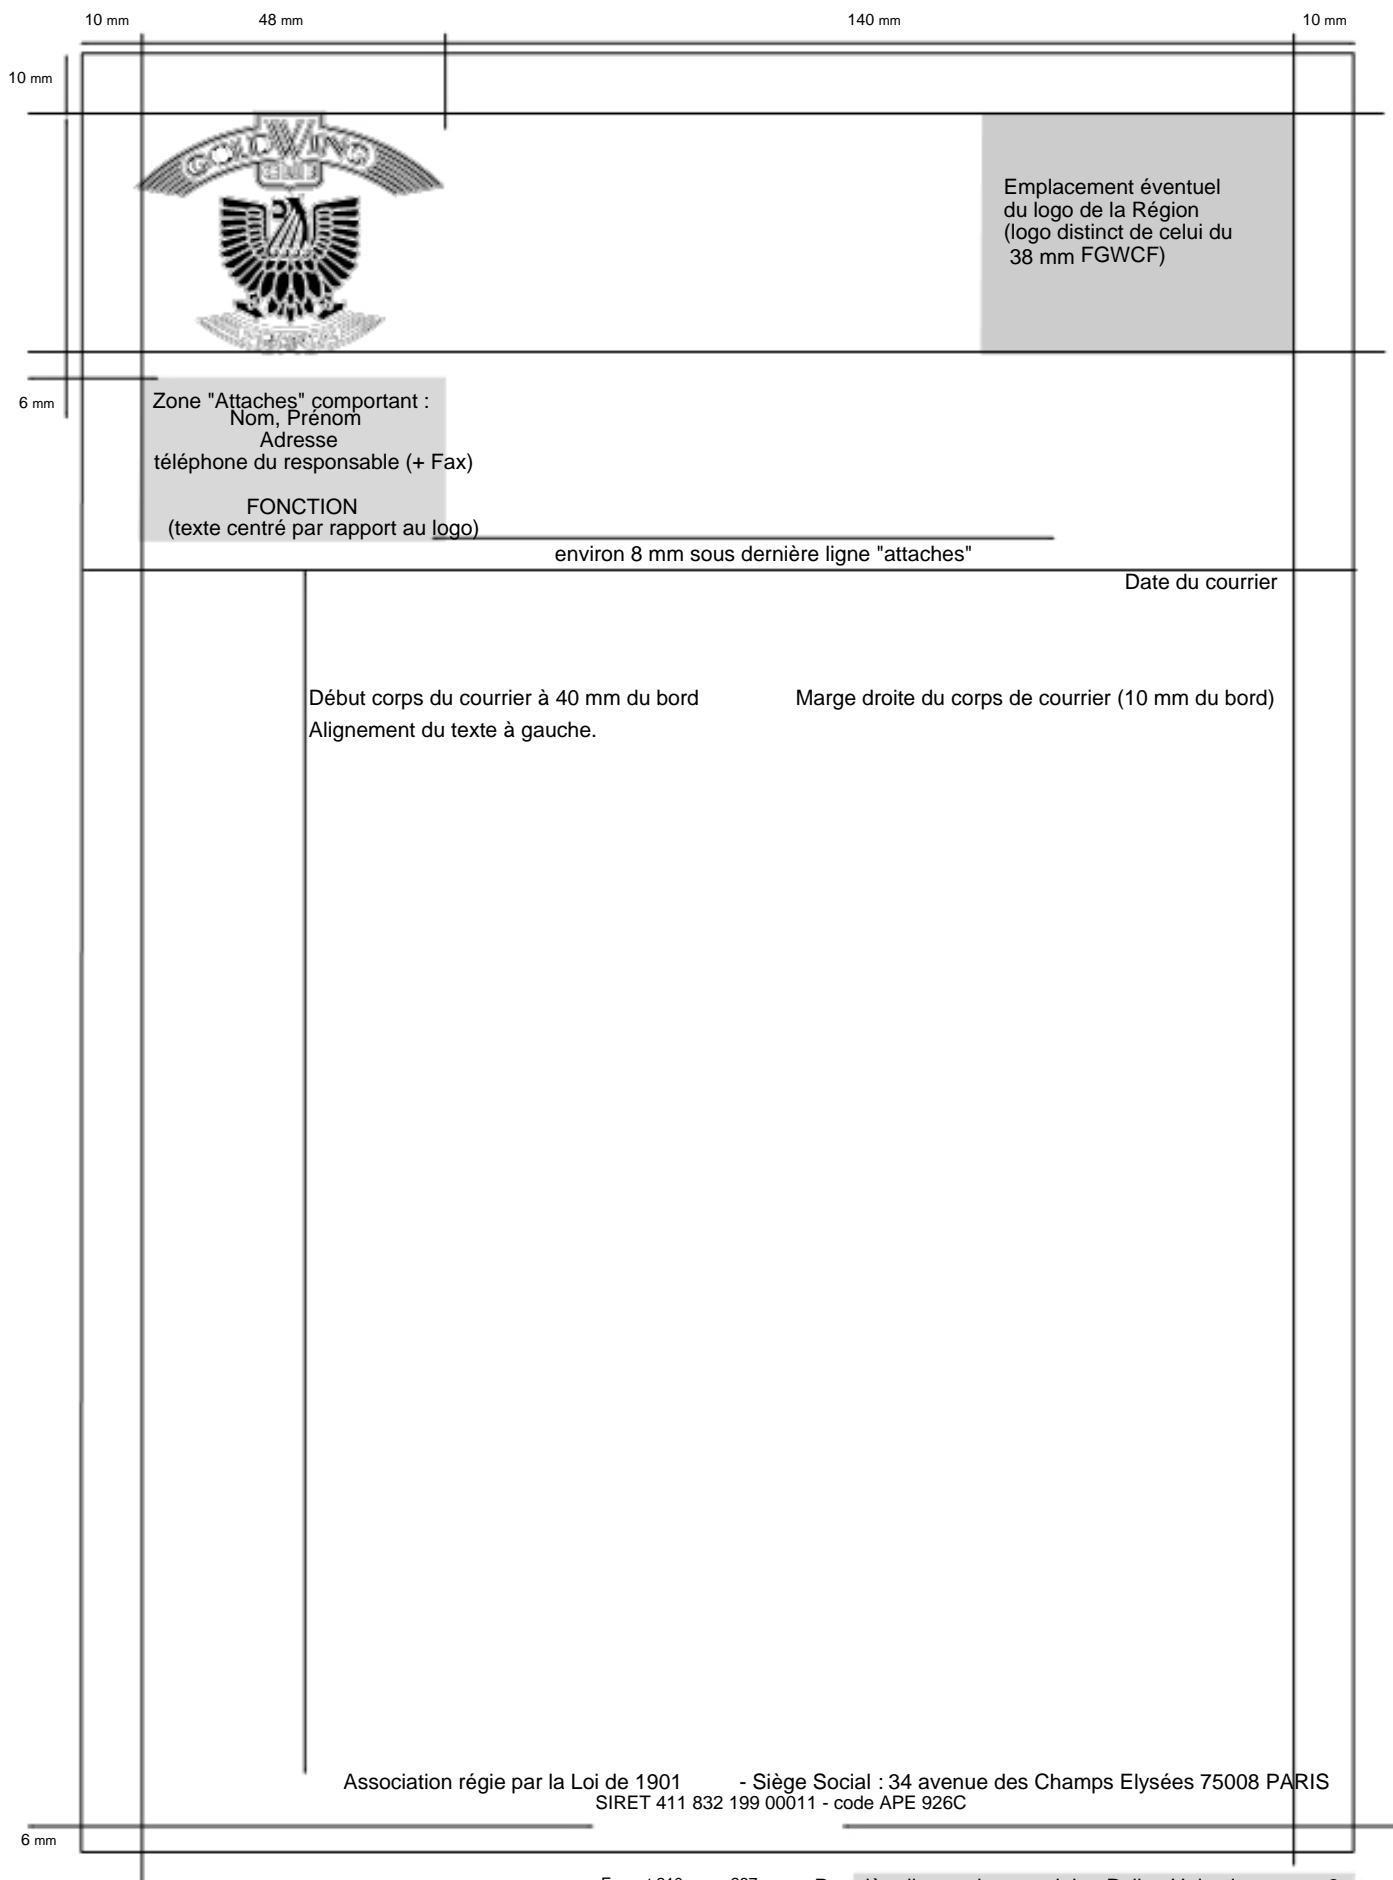 10 mm 48 mm 140 mm 10 mm
10 mm
GOLDWING
CLUB
Emplacement éventuel
du logo de la Région
(logo distinct de celui du
38 mm FGWCF)
6 mm
Zone "Attaches" comportant :
Nom, Prénom
Adresse
téléphone du responsable (+ Fax)
FONCTION
(texte centré par rapport au logo)
environ 8 mm sous dernière ligne "attaches"
Date du courrier
Début corps du courrier à 40 mm du bord Marge droite du corps de courrier (10 mm du bord)
Alignement du texte à gauche.
Association régie par la Loi de 1901 - Siège Social : 34 avenue des Champs Elysées 75008 PARIS
SIRET 411 832 199 00011 - code APE 926C
6 mm